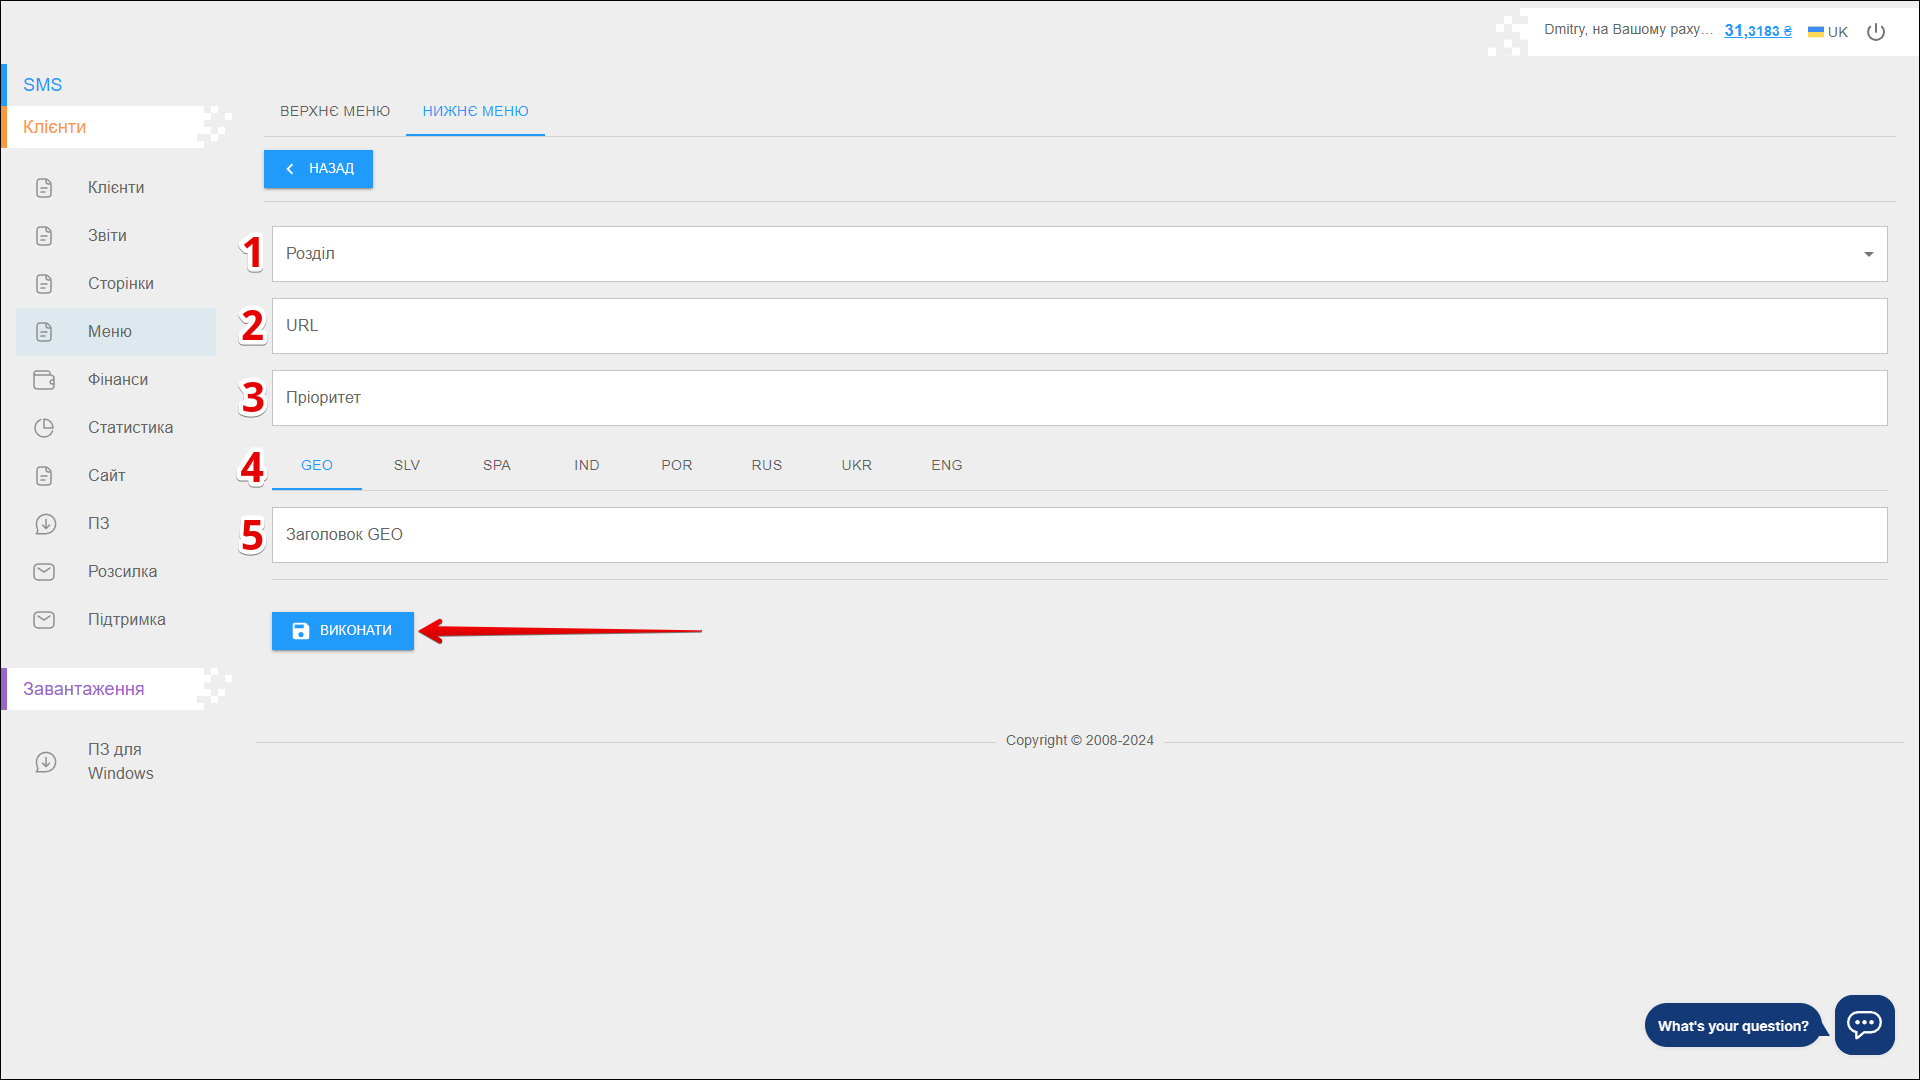 Dmitry, на Вашому раху... 31,3183 ₴ UK
SMS
Клієнти
Клієнти
Звіти
Сторінки
Меню
Фінанси
Статистика
Сайт
ПЗ
Розсилка
Підтримка
Завантаження
ПЗ для
Windows
ВЕРХНЄ МЕНЮ НИЖНЄ МЕНЮ
НАЗАД
1 Розділ
2 URL
3 Пріоритет
4 GEO SLV SPA IND POR RUS UKR ENG
5 Заголовок GEO
ВИКОНАТИ
Copyright © 2008-2024
What's your question?